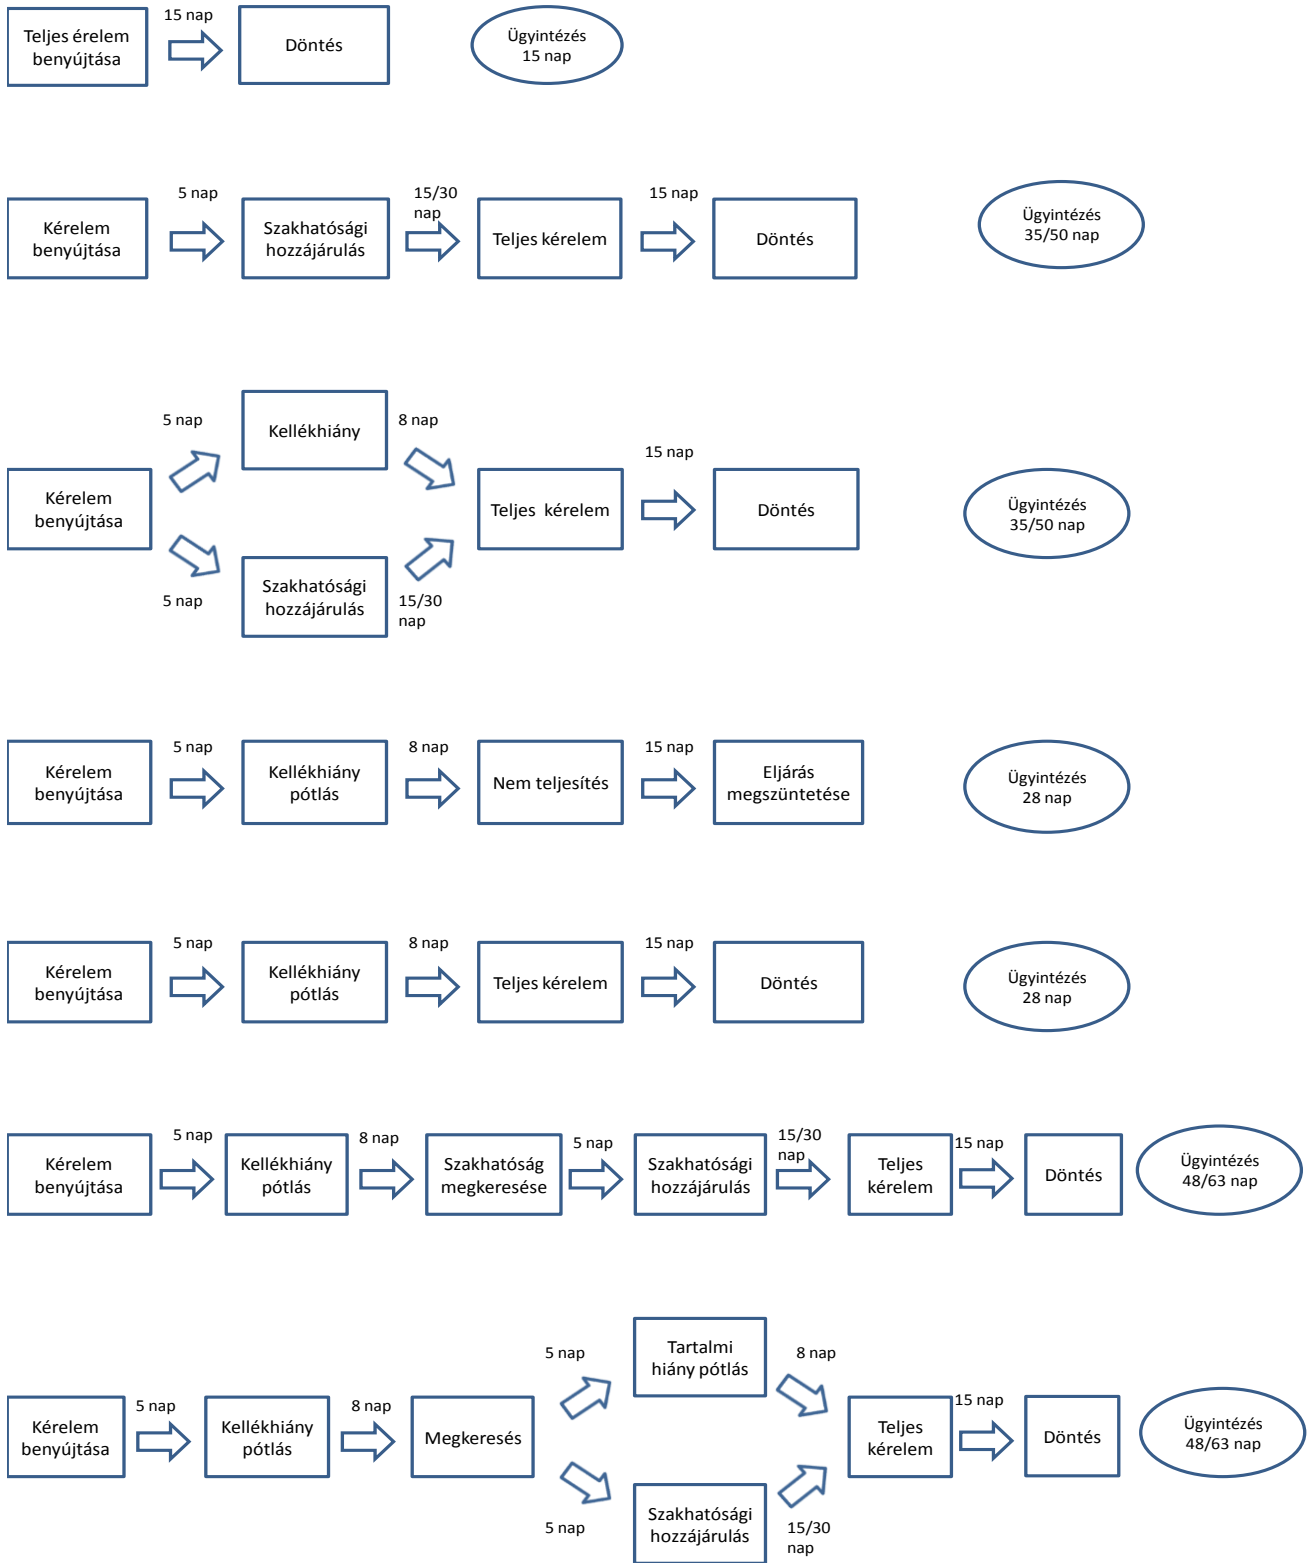 15 nap
Teljes érelem
benyújtása
Döntés
Ügyintézés
15 nap
5 nap
15/30
nap
15 nap
Kérelem
benyújtása
Szakhatósági
hozzájárulás
Teljes kérelem
Döntés
Ügyintézés
35/50 nap
5 nap
Kellékhiány
8 nap
15 nap
Kérelem
benyújtása
Teljes  kérelem
Döntés
Ügyintézés
35/50 nap
5 nap
Szakhatósági
hozzájárulás
15/30
nap
5 nap
8 nap
15 nap
Kérelem
benyújtása
Kellékhiány
pótlás
Nem teljesítés
Eljárás
megszüntetése
Ügyintézés
28 nap
5 nap
8 nap
15 nap
Kérelem
benyújtása
Kellékhiány
pótlás
Teljes kérelem
Döntés
Ügyintézés
28 nap
5 nap
8 nap
5 nap
15/30
nap
15 nap
Kérelem
benyújtása
Kellékhiány
pótlás
Szakhatóság
megkeresése
Szakhatósági
hozzájárulás
Teljes
kérelem
Döntés
Ügyintézés
48/63 nap
5 nap
Tartalmi
hiány pótlás
8 nap
5 nap
8 nap
15 nap
Kérelem
benyújtása
Kellékhiány
pótlás
Megkeresés
Teljes
kérelem
Döntés
Ügyintézés
48/63 nap
5 nap
Szakhatósági
hozzájárulás
15/30
nap